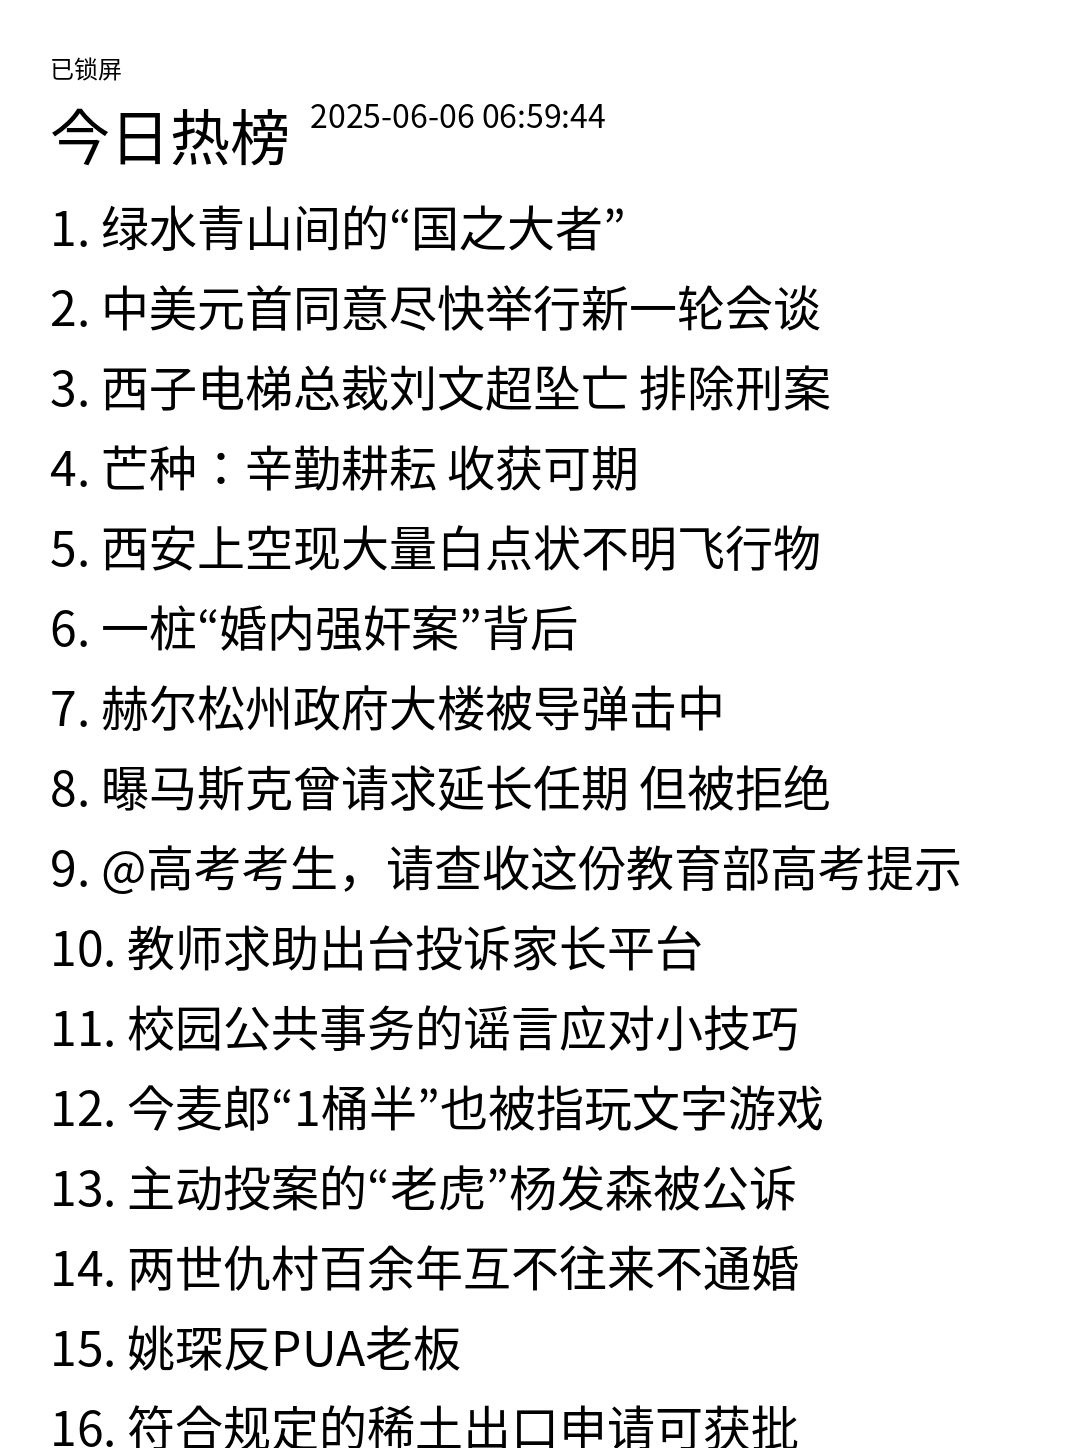 已锁屏
今日热榜 2025-06-06 06:59:44
1. 绿水青山间的“国之大者”
2. 中美元首同意尽快举行新一轮会谈
3. 西子电梯总裁刘文超坠亡 排除刑案
4. 芒种：辛勤耕耘 收获可期
5. 西安上空现大量白点状不明飞行物
6. 一桩“婚内强奸案”背后
7. 赫尔松州政府大楼被导弹击中
8. 曝马斯克曾请求延长任期 但被拒绝
9. @高考考生，请查收这份教育部高考提示
10. 教师求助出台投诉家长平台
11. 校园公共事务的谣言应对小技巧
12. 今麦郎“1桶半”也被指玩文字游戏
13. 主动投案的“老虎”杨发森被公诉
14. 两世仇村百余年互不往来不通婚
15. 姚琛反PUA老板
16. 符合规定的稀土出口申请可获批